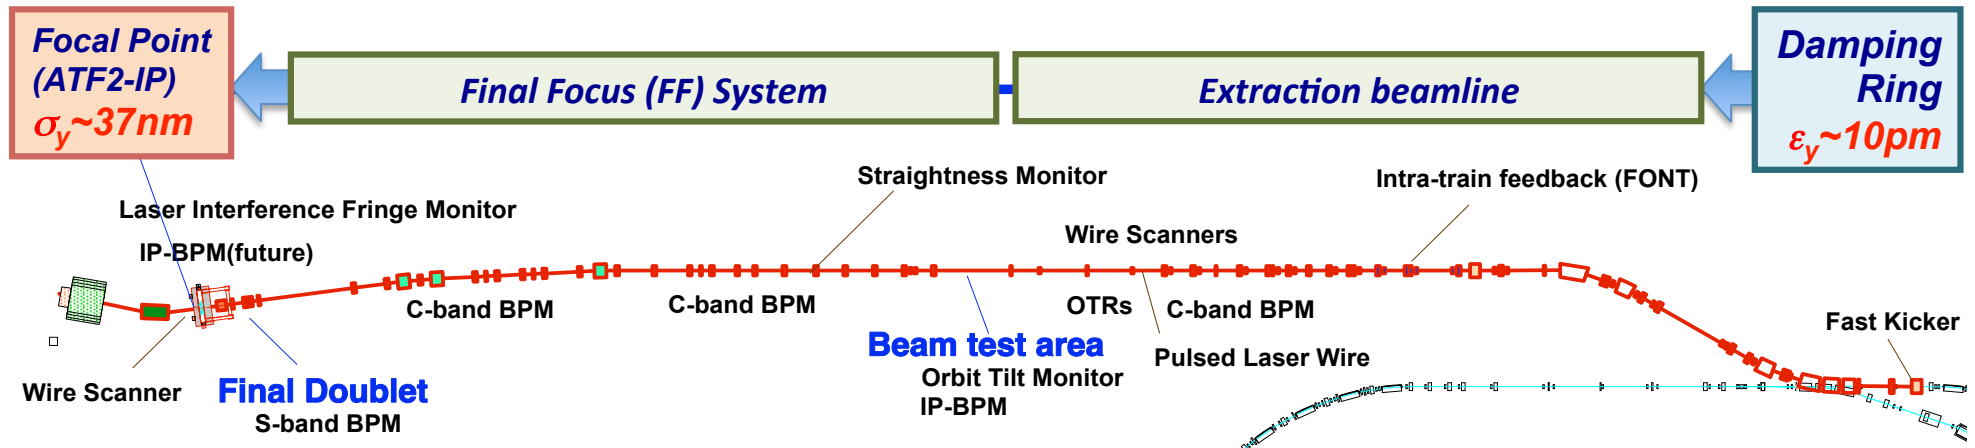 Focal Point
(ATF2-IP)
σy~37nm
Final Focus (FF) System
Extraction beamline
Damping
Ring
εy~10pm
Straightness Monitor
Intra-train feedback (FONT)
Laser Interference Fringe Monitor
IP-BPM(future)
Wire Scanners
C-band BPM
C-band BPM
OTRs
C-band BPM
Fast Kicker
Beam test area
Pulsed Laser Wire
Orbit Tilt Monitor
IP-BPM
Wire Scanner
Final Doublet
S-band BPM